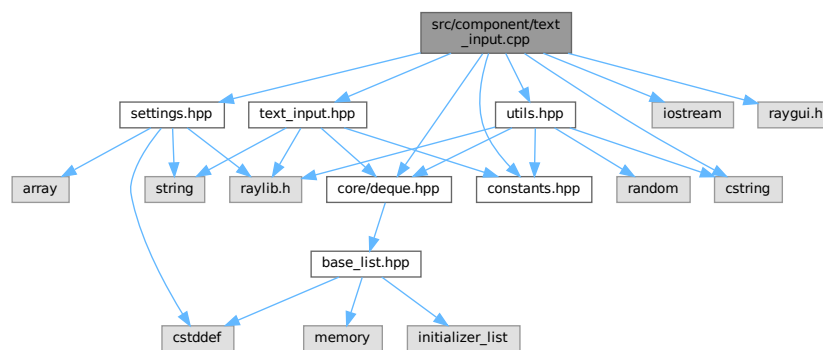 src/component/text
_input.cpp
settings.hpp
text_input.hpp
utils.hpp
iostream
raygui.h
array
string
raylib.h
core/deque.hpp
constants.hpp
random
cstring
base_list.hpp
cstddef
memory
initializer_list